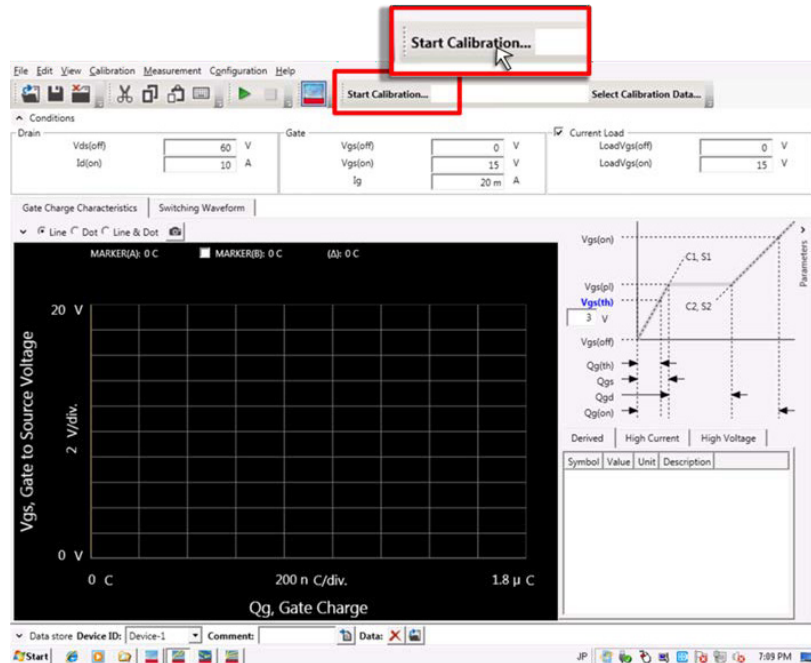 Start Calibration...
File Edit View Calibration Measurement Configuration Help
Start Calibration... Select Calibration Data...
Conditions
Drain Gate Current Load
Vds(off) 60 V Vgs(off) 0 V LoadVgs(off) 0 V
Id(on) 10 A Vgs(on) 15 V LoadVgs(on) 15 V
Ig 20 m A
Gate Charge Characteristics Switching Waveform
Line Dot Line & Dot
MARKER(A): 0 C MARKER(B): 0 C (Δ): 0 C
20 V
Vgs, Gate to Source Voltage
2 V/div.
0 V
0 C 200 n C/div. 1.8 μ C
Qg, Gate Charge
Parameters
Vgs(on)
C1, S1
Vgs(pl)
Vgs(th)
C2, S2
3 V
Vgs(off)
Qg(th)
Qgs
Qgd
Qg(on)
Derived High Current High Voltage
Symbol Value Unit Description
Data store Device ID: Device-1 Comment: Data:
Start JP 7:09 PM